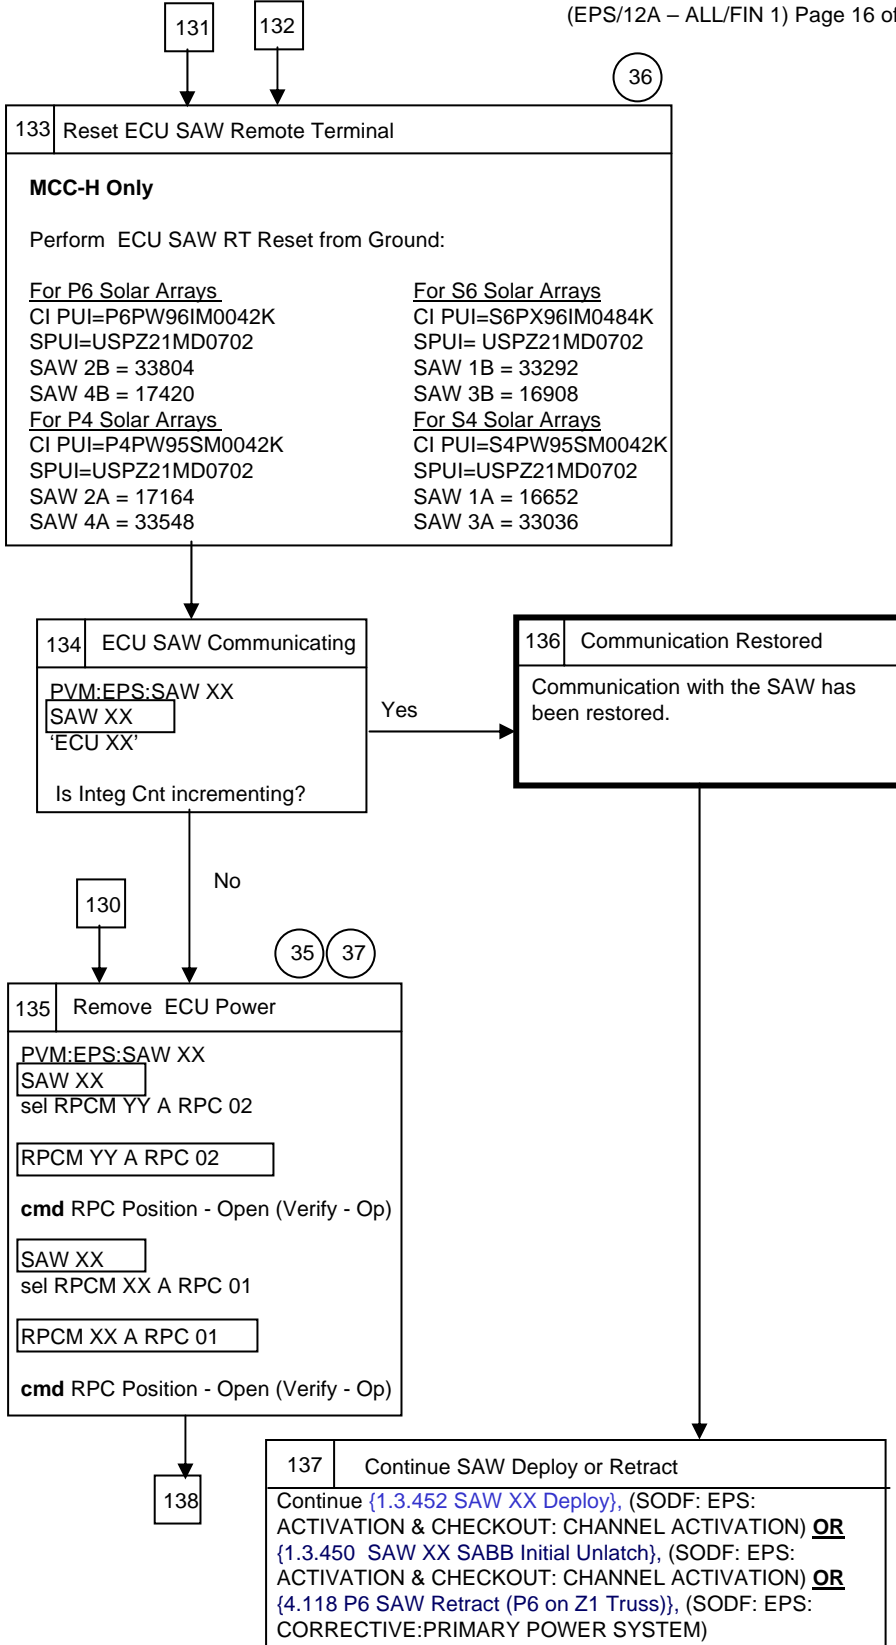 (EPS/12A – ALL/FIN 1) Page 16 of
131
132
36
133 Reset ECU SAW Remote Terminal
MCC-H Only
Perform ECU SAW RT Reset from Ground:
For P6 Solar Arrays
CI PUI=P6PW96IM0042K
SPUI=USPZ21MD0702
SAW 2B = 33804
SAW 4B = 17420
For P4 Solar Arrays
CI PUI=P4PW95SM0042K
SPUI=USPZ21MD0702
SAW 2A = 17164
SAW 4A = 33548
For S6 Solar Arrays
CI PUI=S6PX96IM0484K
SPUI= USPZ21MD0702
SAW 1B = 33292
SAW 3B = 16908
For S4 Solar Arrays
CI PUI=S4PW95SM0042K
SPUI=USPZ21MD0702
SAW 1A = 16652
SAW 3A = 33036
134 ECU SAW Communicating
PVM:EPS:SAW XX
SAW XX
‘ECU XX’
Is Integ Cnt incrementing?
Yes
136 Communication Restored
Communication with the SAW has
been restored.
No
130
35
37
135 Remove ECU Power
PVM:EPS:SAW XX
SAW XX
sel RPCM YY A RPC 02
RPCM YY A RPC 02
cmd RPC Position - Open (Verify - Op)
SAW XX
sel RPCM XX A RPC 01
RPCM XX A RPC 01
cmd RPC Position - Open (Verify - Op)
138
137 Continue SAW Deploy or Retract
Continue {1.3.452 SAW XX Deploy}, (SODF: EPS:
ACTIVATION & CHECKOUT: CHANNEL ACTIVATION) OR
{1.3.450 SAW XX SABB Initial Unlatch}, (SODF: EPS:
ACTIVATION & CHECKOUT: CHANNEL ACTIVATION) OR
{4.118 P6 SAW Retract (P6 on Z1 Truss)}, (SODF: EPS:
CORRECTIVE:PRIMARY POWER SYSTEM)